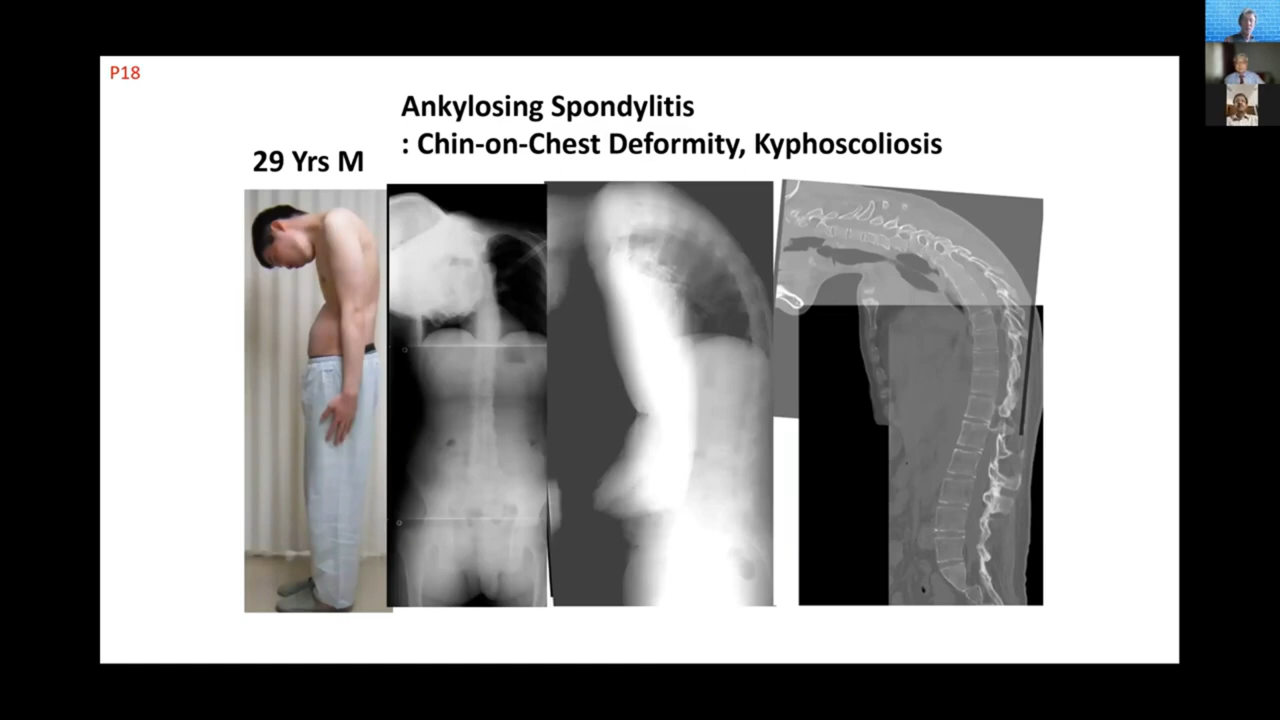 P18
Ankylosing Spondylitis
: Chin-on-Chest Deformity, Kyphoscoliosis
29 Yrs M